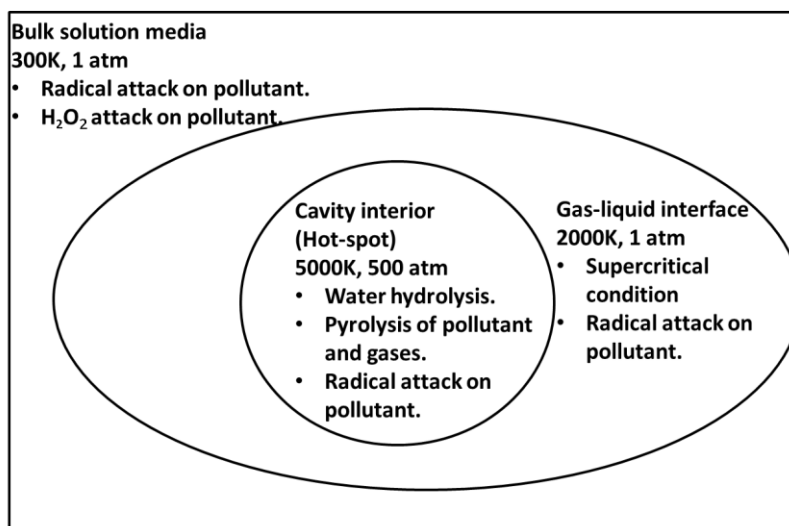 Bulk solution media
300K, 1 atm
• Radical attack on pollutant.
• H₂O₂ attack on pollutant.
Cavity interior
(Hot-spot)
5000K, 500 atm
• Water hydrolysis.
• Pyrolysis of pollutant
and gases.
• Radical attack on
pollutant.
Gas-liquid interface
2000K, 1 atm
• Supercritical
condition
• Radical attack on
pollutant.